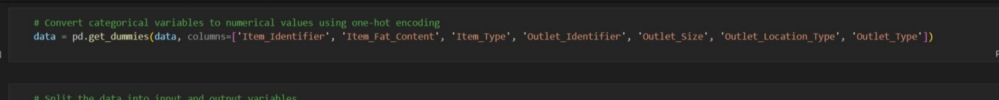 # Convert categorical variables to numerical values using one-hot encoding
data = pd.get_dummies(data, columns=['Item_Identifier', 'Item_Fat_Content', 'Item_Type', 'Outlet_Identifier', 'Outlet_Size', 'Outlet_Location_Type', 'Outlet_Type'])
# Split the data into input and output variables